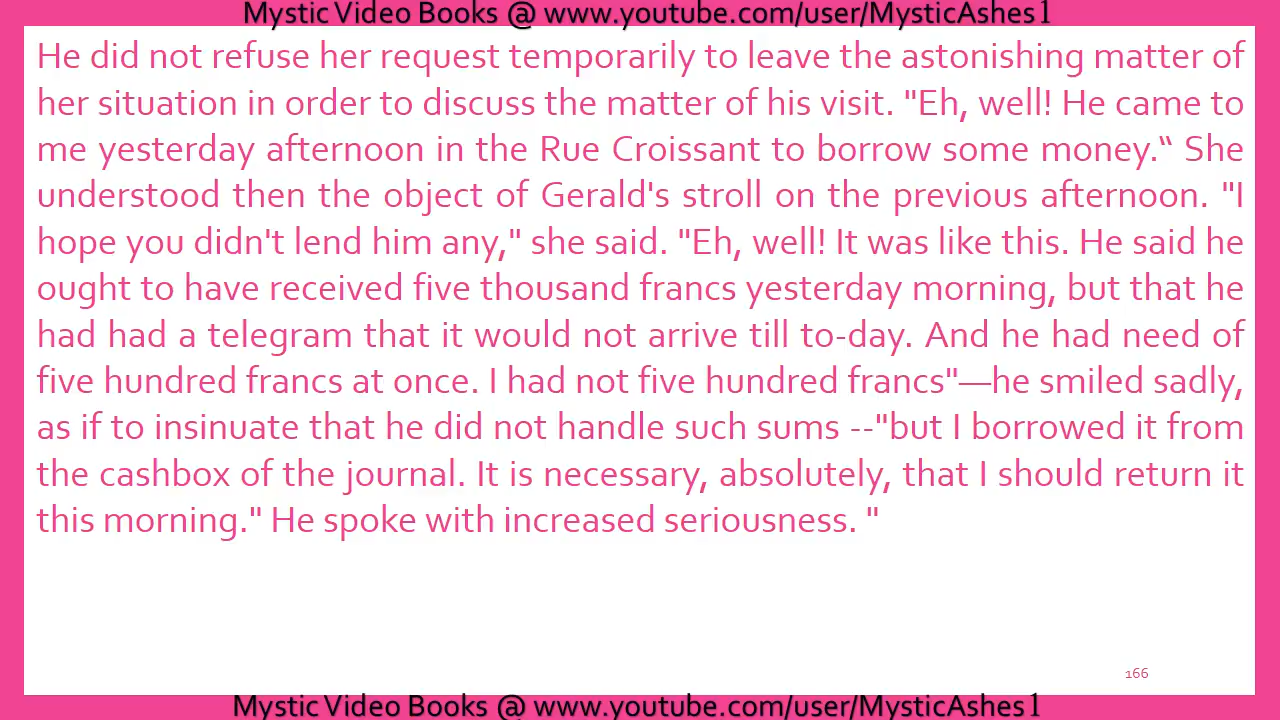 Mystic Video Books @ www.youtube.com/user/MysticAshes1
He did not refuse her request temporarily to leave the astonishing matter of
her situation in order to discuss the matter of his visit. "Eh, well! He came to
me yesterday afternoon in the Rue Croissant to borrow some money.“ She
understood then the object of Gerald's stroll on the previous afternoon. "I
hope you didn't lend him any," she said. "Eh, well! It was like this. He said he
ought to have received five thousand francs yesterday morning, but that he
had had a telegram that it would not arrive till to-day. And he had need of
five hundred francs at once. I had not five hundred francs"—he smiled sadly,
as if to insinuate that he did not handle such sums --"but I borrowed it from
the cashbox of the journal. It is necessary, absolutely, that I should return it
this morning." He spoke with increased seriousness. "
166
Mystic Video Books @ www.youtube.com/user/MysticAshes1